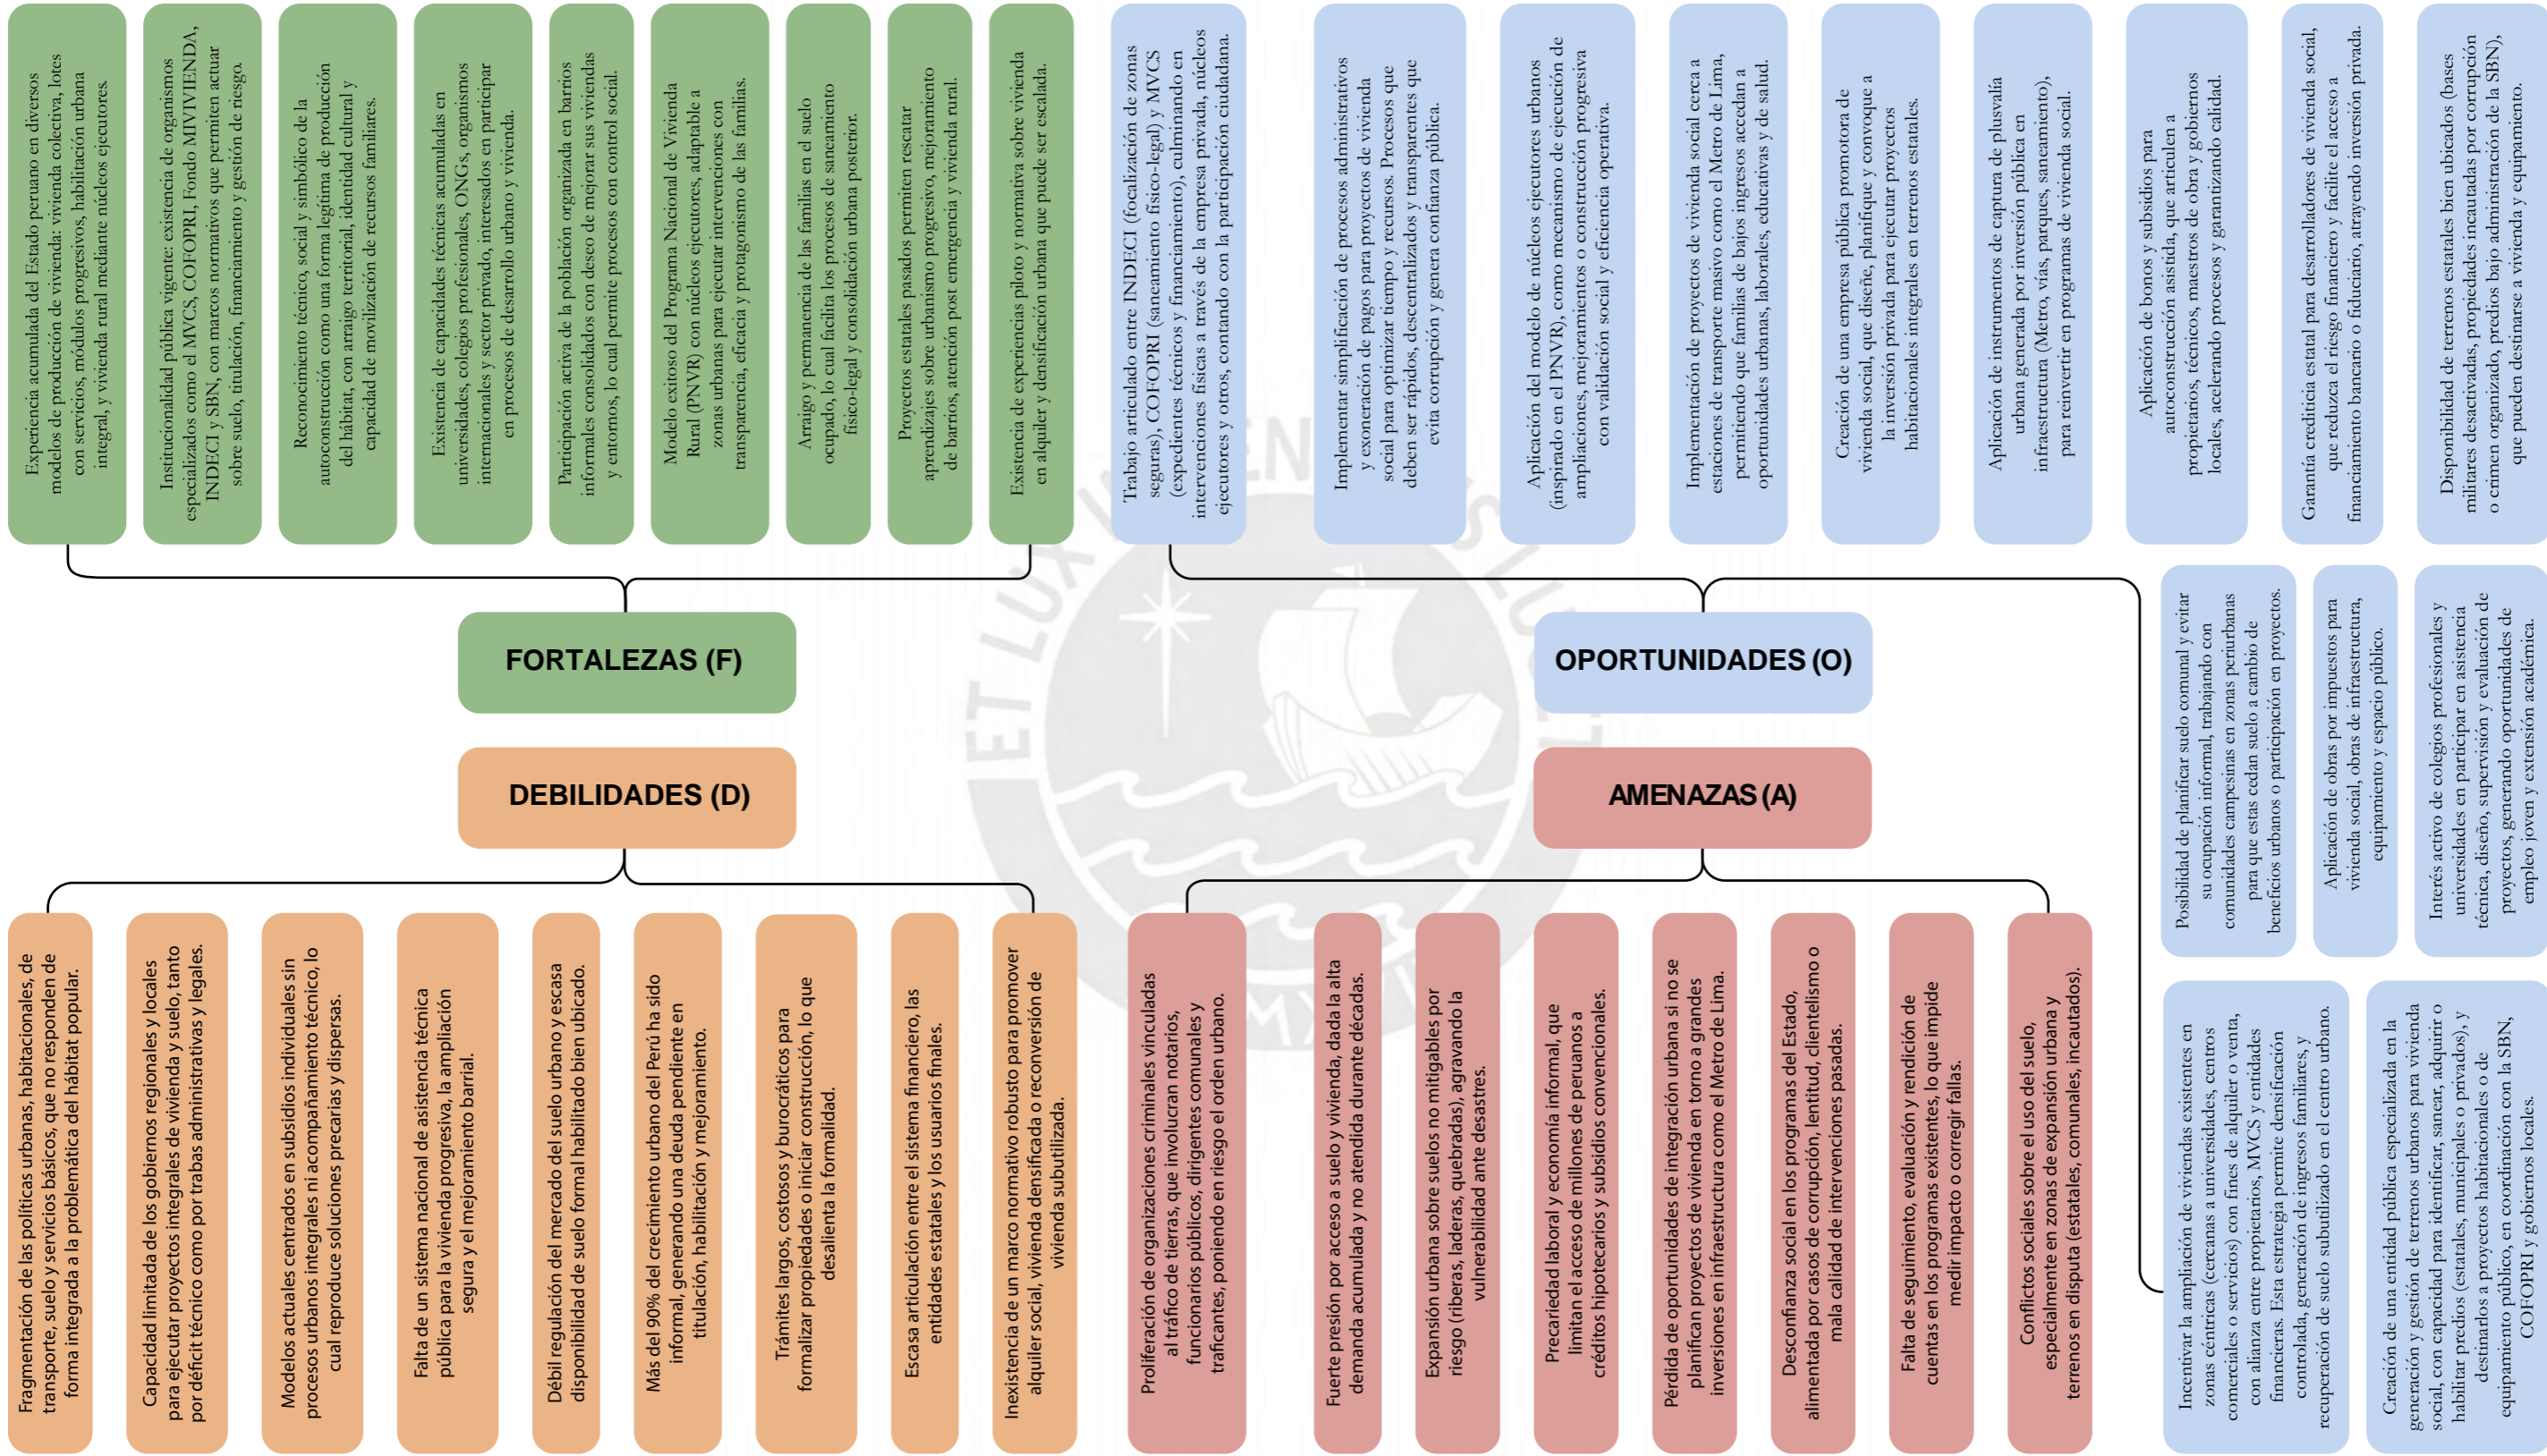 Experiencia acumulada del Estado peruano en diversos
modelos de producción de vivienda: vivienda colectiva, lotes
con servicios, módulos progresivos, habilitación urbana
integral, y vivienda rural mediante núcleos ejecutores.
Institucionalidad pública vigente: existencia de organismos
especializados como el MVCS, COFOPRI, Fondo MIVIVIENDA,
INDECI y SBN, con marcos normativos que permiten actuar
sobre suelo, titulación, financiamiento y gestión de riesgo.
Reconocimiento técnico, social y simbólico de la
autoconstrucción como una forma legítima de producción
del hábitat, con arraigo territorial, identidad cultural y
capacidad de movilización de recursos familiares.
Existencia de capacidades técnicas acumuladas en
universidades, colegios profesionales, ONGs, organismos
internacionales y sector privado, interesados en participar
en procesos de desarrollo urbano y vivienda.
Participación activa de la población organizada en barrios
informales consolidados con deseo de mejorar sus viviendas
y entornos, lo cual permite procesos con control social.
Modelo exitoso del Programa Nacional de Vivienda
Rural (PNVR) con núcleos ejecutores, adaptable a
zonas urbanas para ejecutar intervenciones con
transparencia, eficacia y protagonismo de las familias.
Arraigo y permanencia de las familias en el suelo
ocupado, lo cual facilita los procesos de saneamiento
físico-legal y consolidación urbana posterior.
Proyectos estatales pasados permiten rescatar
aprendizajes sobre urbanismo progresivo, mejoramiento
de barrios, atención post emergencia y vivienda rural.
Existencia de experiencias piloto y normativa sobre vivienda
en alquiler y densificación urbana que puede ser escalada.
Trabajo articulado entre INDECI (focalización de zonas
seguras), COFOPRI (saneamiento físico-legal) y MVCS
(expedientes técnicos y financiamiento), culminando en
intervenciones físicas a través de la empresa privada, núcleos
ejecutores y otros, contando con la participación ciudadana.
Implementar simplificación de procesos administrativos
y exoneración de pagos para proyectos de vivienda
social para optimizar tiempo y recursos. Procesos que
deben ser rápidos, descentralizados y transparentes que
evita corrupción y genera confianza pública.
Aplicación del modelo de núcleos ejecutores urbanos
(inspirado en el PNVR), como mecanismo de ejecución de
ampliaciones, mejoramientos o construcción progresiva
con validación social y eficiencia operativa.
Implementación de proyectos de vivienda social cerca a
estaciones de transporte masivo como el Metro de Lima,
permitiendo que familias de bajos ingresos accedan a
oportunidades urbanas, laborales, educativas y de salud.
Creación de una empresa pública promotora de
vivienda social, que diseñe, planifique y convoque a
la inversión privada para ejecutar proyectos
habitacionales integrales en terrenos estatales.
Aplicación de instrumentos de captura de plusvalía
urbana generada por inversión pública en
infraestructura (Metro, vías, parques, saneamiento),
para reinvertir en programas de vivienda social.
Aplicación de bonos y subsidios para
autoconstrucción asistida, que articulen a
propietarios, técnicos, maestros de obra y gobiernos
locales, acelerando procesos y garantizando calidad.
Garantía crediticia estatal para desarrolladores de vivienda social,
que reduzca el riesgo financiero y facilite el acceso a
financiamiento bancario o fiduciario, atrayendo inversión privada.
Disponibilidad de terrenos estatales bien ubicados (bases
militares desactivadas, propiedades incautadas por corrupción
o crimen organizado, predios bajo administración de la SBN),
que pueden destinarse a vivienda y equipamiento.
FORTALEZAS (F)
OPORTUNIDADES (O)
Posibilidad de planificar suelo comunal y evitar
su ocupación informal, trabajando con
comunidades campesinas en zonas periurbanas
para que estas cedan suelo a cambio de
beneficios urbanos o participación en proyectos.
Aplicación de obras por impuestos para
vivienda social, obras de infraestructura,
equipamiento y espacio público.
Interés activo de colegios profesionales y
universidades en participar en asistencia
técnica, diseño, supervisión y evaluación de
proyectos, generando oportunidades de
empleo joven y extensión académica.
DEBILIDADES (D)
AMENAZAS (A)
Fragmentación de las políticas urbanas, habitacionales, de
transporte, suelo y servicios básicos, que no responden de
forma integrada a la problemática del hábitat popular.
Capacidad limitada de los gobiernos regionales y locales
para ejecutar proyectos integrales de vivienda y suelo, tanto
por déficit técnico como por trabas administrativas y legales.
Modelos actuales centrados en subsidios individuales sin
procesos urbanos integrales ni acompañamiento técnico, lo
cual reproduce soluciones precarias y dispersas.
Falta de un sistema nacional de asistencia técnica
pública para la vivienda progresiva, la ampliación
segura y el mejoramiento barrial.
Débil regulación del mercado del suelo urbano y escasa
disponibilidad de suelo formal habilitado bien ubicado.
Más del 90% del crecimiento urbano del Perú ha sido
informal, generando una deuda pendiente en
titulación, habilitación y mejoramiento.
Trámites largos, costosos y burocráticos para
formalizar propiedades o iniciar construcción, lo que
desalienta la formalidad.
Escasa articulación entre el sistema financiero, las
entidades estatales y los usuarios finales.
Inexistencia de un marco normativo robusto para promover
alquiler social, vivienda densificada o reconversión de
vivienda subutilizada.
Proliferación de organizaciones criminales vinculadas
al tráfico de tierras, que involucran notarios,
funcionarios públicos, dirigentes comunales y
traficantes, poniendo en riesgo el orden urbano.
Fuerte presión por acceso a suelo y vivienda, dada la alta
demanda acumulada y no atendida durante décadas.
Expansión urbana sobre suelos no mitigables por
riesgo (riberas, laderas, quebradas), agravando la
vulnerabilidad ante desastres.
Precariedad laboral y economía informal, que
limitan el acceso de millones de peruanos a
créditos hipotecarios y subsidios convencionales.
Pérdida de oportunidades de integración urbana si no se
planifican proyectos de vivienda en torno a grandes
inversiones en infraestructura como el Metro de Lima.
Desconfianza social en los programas del Estado,
alimentada por casos de corrupción, lentitud, clientelismo o
mala calidad de intervenciones pasadas.
Falta de seguimiento, evaluación y rendición de
cuentas en los programas existentes, lo que impide
medir impacto o corregir fallas.
Conflictos sociales sobre el uso del suelo,
especialmente en zonas de expansión urbana y
terrenos en disputa (estatales, comunales, incautados).
Incentivar la ampliación de viviendas existentes en
zonas céntricas (cercanas a universidades, centros
comerciales o servicios) con fines de alquiler o venta,
con alianza entre propietarios, MVCS y entidades
financieras. Esta estrategia permite densificación
controlada, generación de ingresos familiares, y
recuperación de suelo subutilizado en el centro urbano.
Creación de una entidad pública especializada en la
generación y gestión de terrenos urbanos para vivienda
social, con capacidad para identificar, sanear, adquirir o
habilitar predios (estatales, municipales o privados), y
destinarlos a proyectos habitacionales o de
equipamiento público, en coordinación con la SBN,
COFOPRI y gobiernos locales.
ET LUX IN